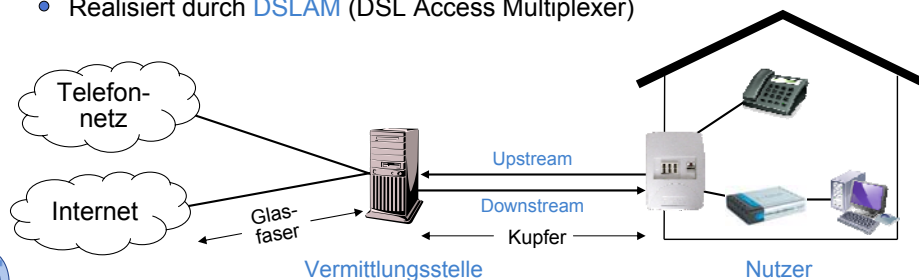 Realisiert durch DSLAM (DSL Access Multiplexer)
Telefon-
netz
Internet
Glas-
faser
Upstream
Downstream
Kupfer
Vermittlungsstelle
Nutzer